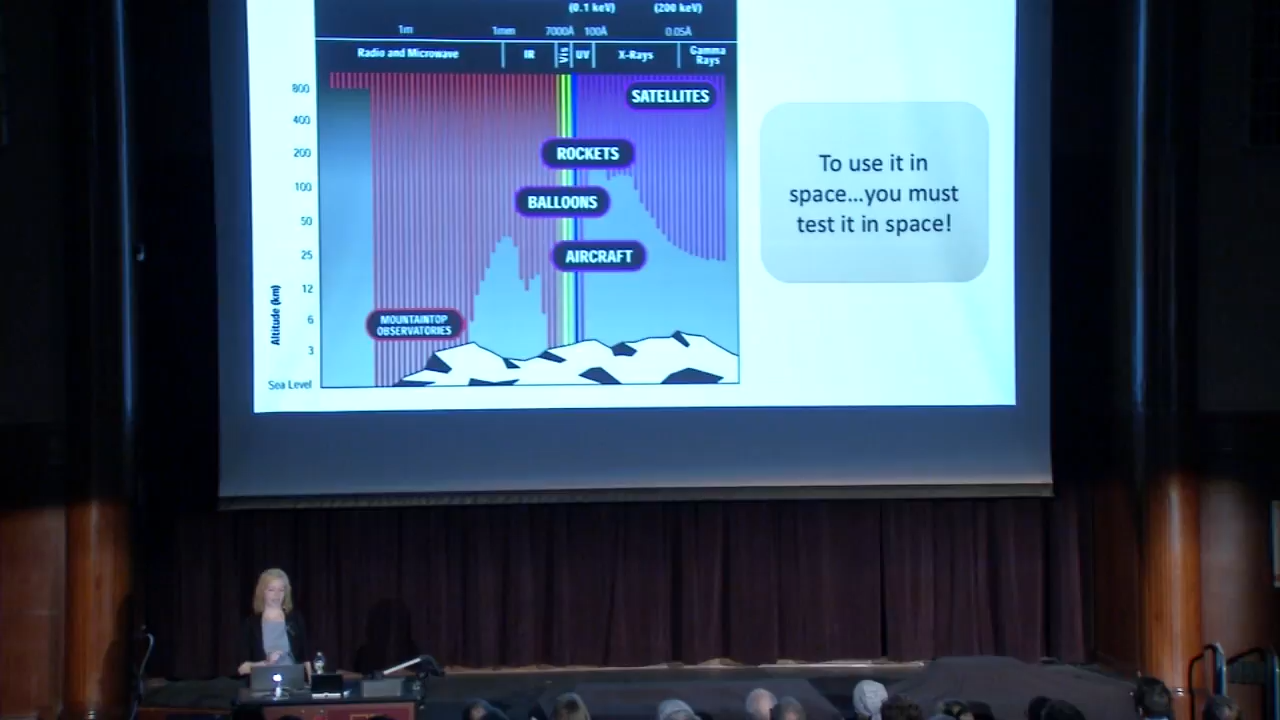 (0.1 keV) (200 keV)
1m 1mm 7000Å 100Å 0.05Å
Radio and Microwave IR Vis UV X-Rays Gamma
Rays
800
SATELLITES
400
200
ROCKETS
100
BALLOONS
50
25
AIRCRAFT
12
6
MOUNTAINTOP
OBSERVATORIES
3
Sea Level
Altitude (km)
To use it in
space...you must
test it in space!